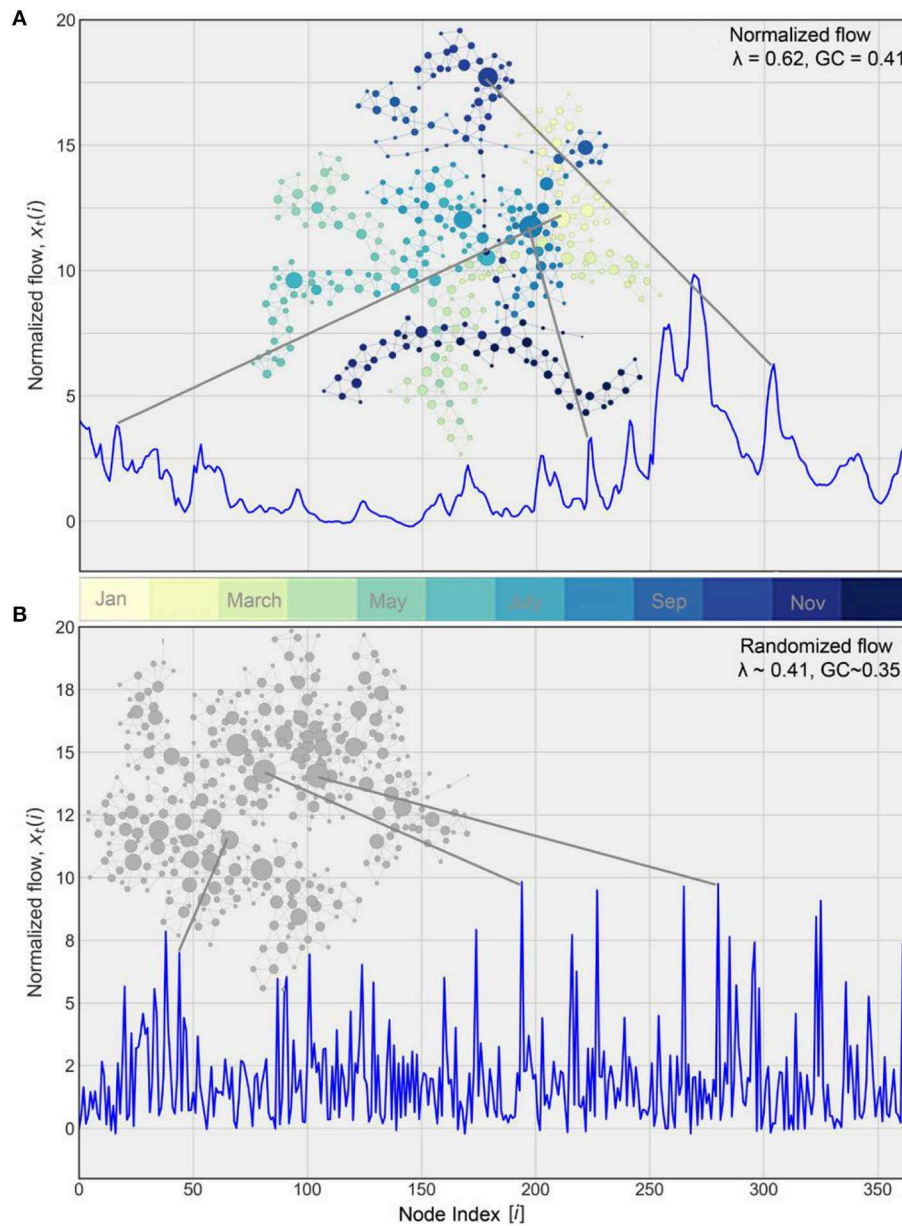 A
Normalized flow
λ = 0.62, GC = 0.41
20
15
10
5
0
Normalized flow, xₜ(i)
Jan March May July Sep Nov
B
Randomized flow
λ ~ 0.41, GC~0.35
20
18
15
12
10
8
5
2
0
Normalized flow, xₜ(i)
0 50 100 150 200 250 300 350
Node Index [i]